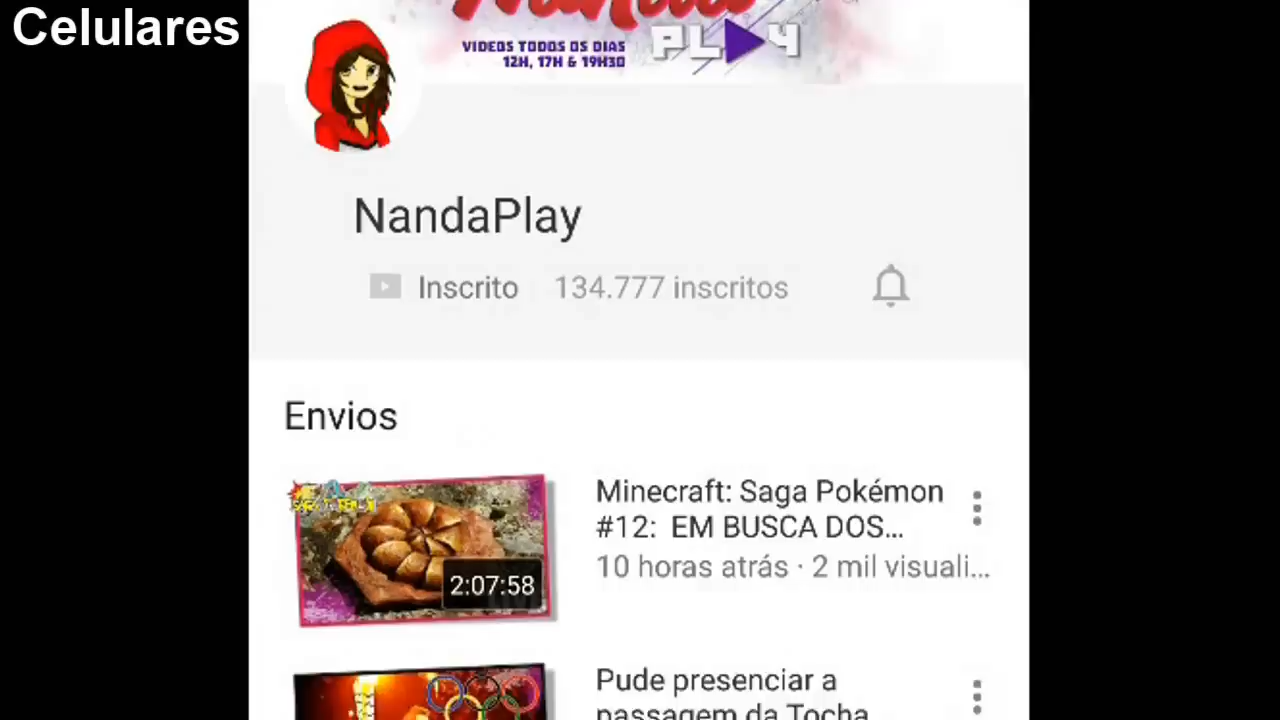 Celulares
PLAY
VIDEOS TODOS OS DIAS
12H, 17H & 19H30
NandaPlay
Inscrito
134.777 inscritos
Envios
Minecraft: Saga Pokémon
#12: EM BUSCA DOS...
10 horas atrás · 2 mil visuali...
2:07:58
Pude presenciar a
passagem da Tocha